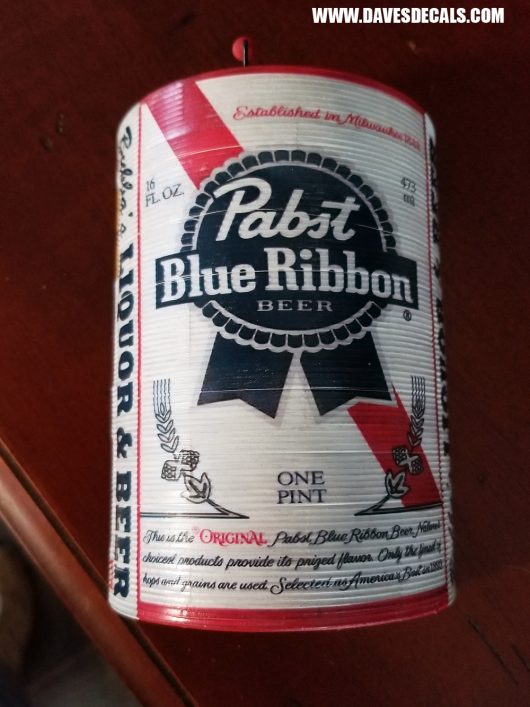 WWW.DAVESDECALS.COM
Established in Milwaukee 1844
16
FL. OZ.
473
ml
Pabst
Blue Ribbon
BEER
®
LIQUOR & BEER
ONE
PINT
This is the ORIGINAL Pabst Blue Ribbon Beer. Nature's
choicest products provide its prized flavor. Only the finest
hops and grains are used. Selected as America's Best in 1893